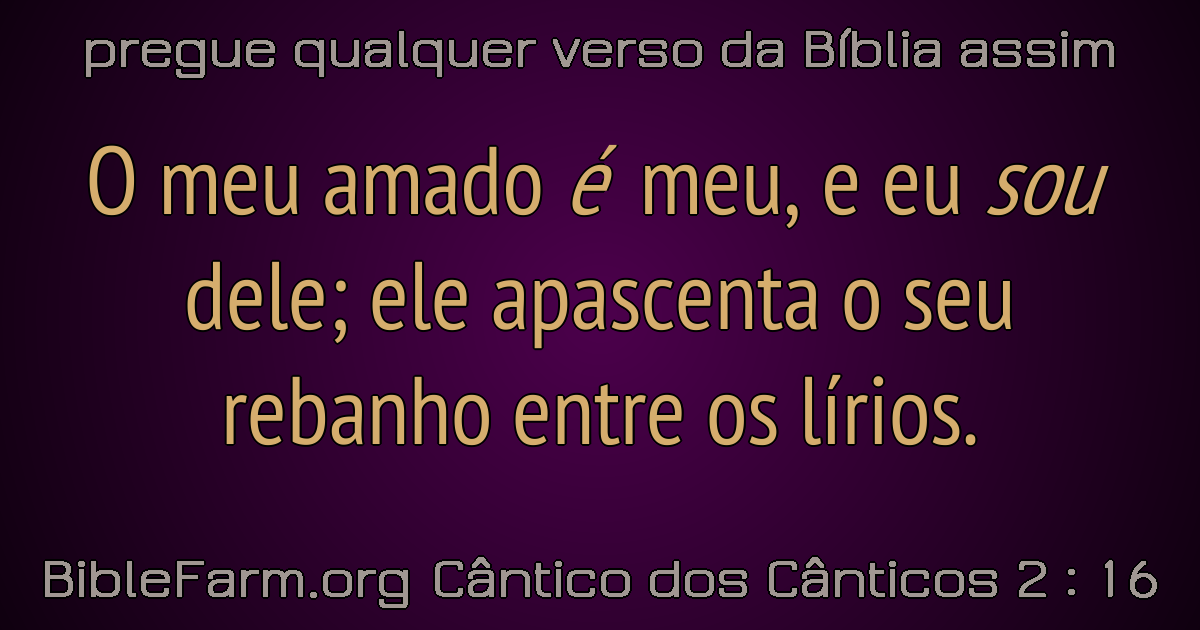 pregue qualquer verso da Bíblia assim
O meu amado é meu, e eu sou
dele; ele apascenta o seu
rebanho entre os lírios.
BibleFarm.org Cântico dos Cânticos 2 : 16